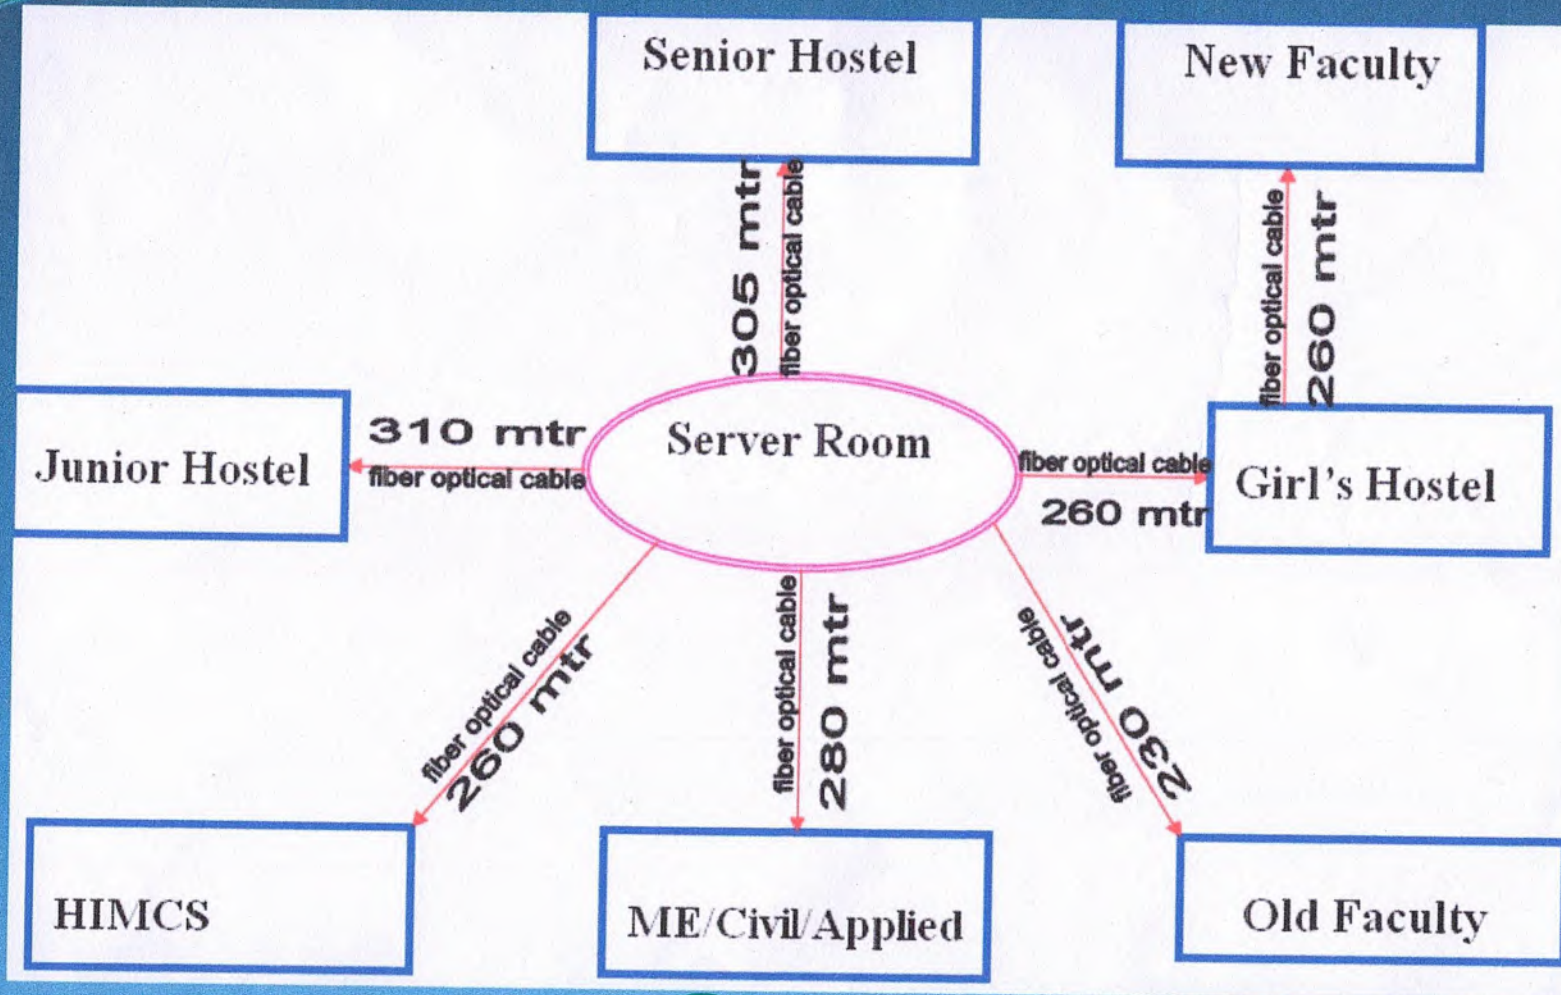 Senior Hostel
New Faculty
305 mtr
fiber optical cable
fiber optical cable
260 mtr
310 mtr
fiber optical cable
Junior Hostel
Server Room
fiber optical cable
260 mtr
Girl's Hostel
fiber optical cable
260 mtr
fiber optical cable
280 mtr
fiber optical cable
230 mtr
HIMCS
ME/Civil/Applied
Old Faculty